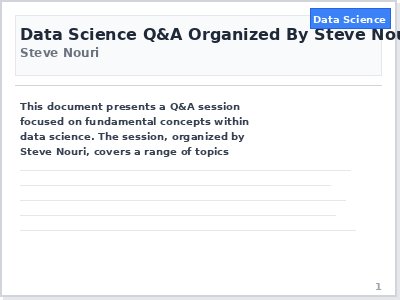 Data Science
Data Science Q&A Organized By Steve
Steve Nouri
This document presents a Q&A session
focused on fundamental concepts within
data science. The session, organized by
Steve Nouri, covers a range of topics
1